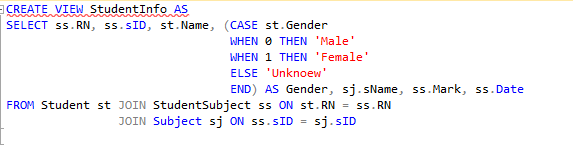 CREATE VIEW StudentInfo AS
SELECT ss.RN, ss.sID, st.Name, (CASE st.Gender
WHEN 0 THEN 'Male'
WHEN 1 THEN 'Female'
ELSE 'Unknoew'
END) AS Gender, sj.sName, ss.Mark, ss.Date
FROM Student st JOIN StudentSubject ss ON st.RN = ss.RN
JOIN Subject sj ON ss.sID = sj.sID